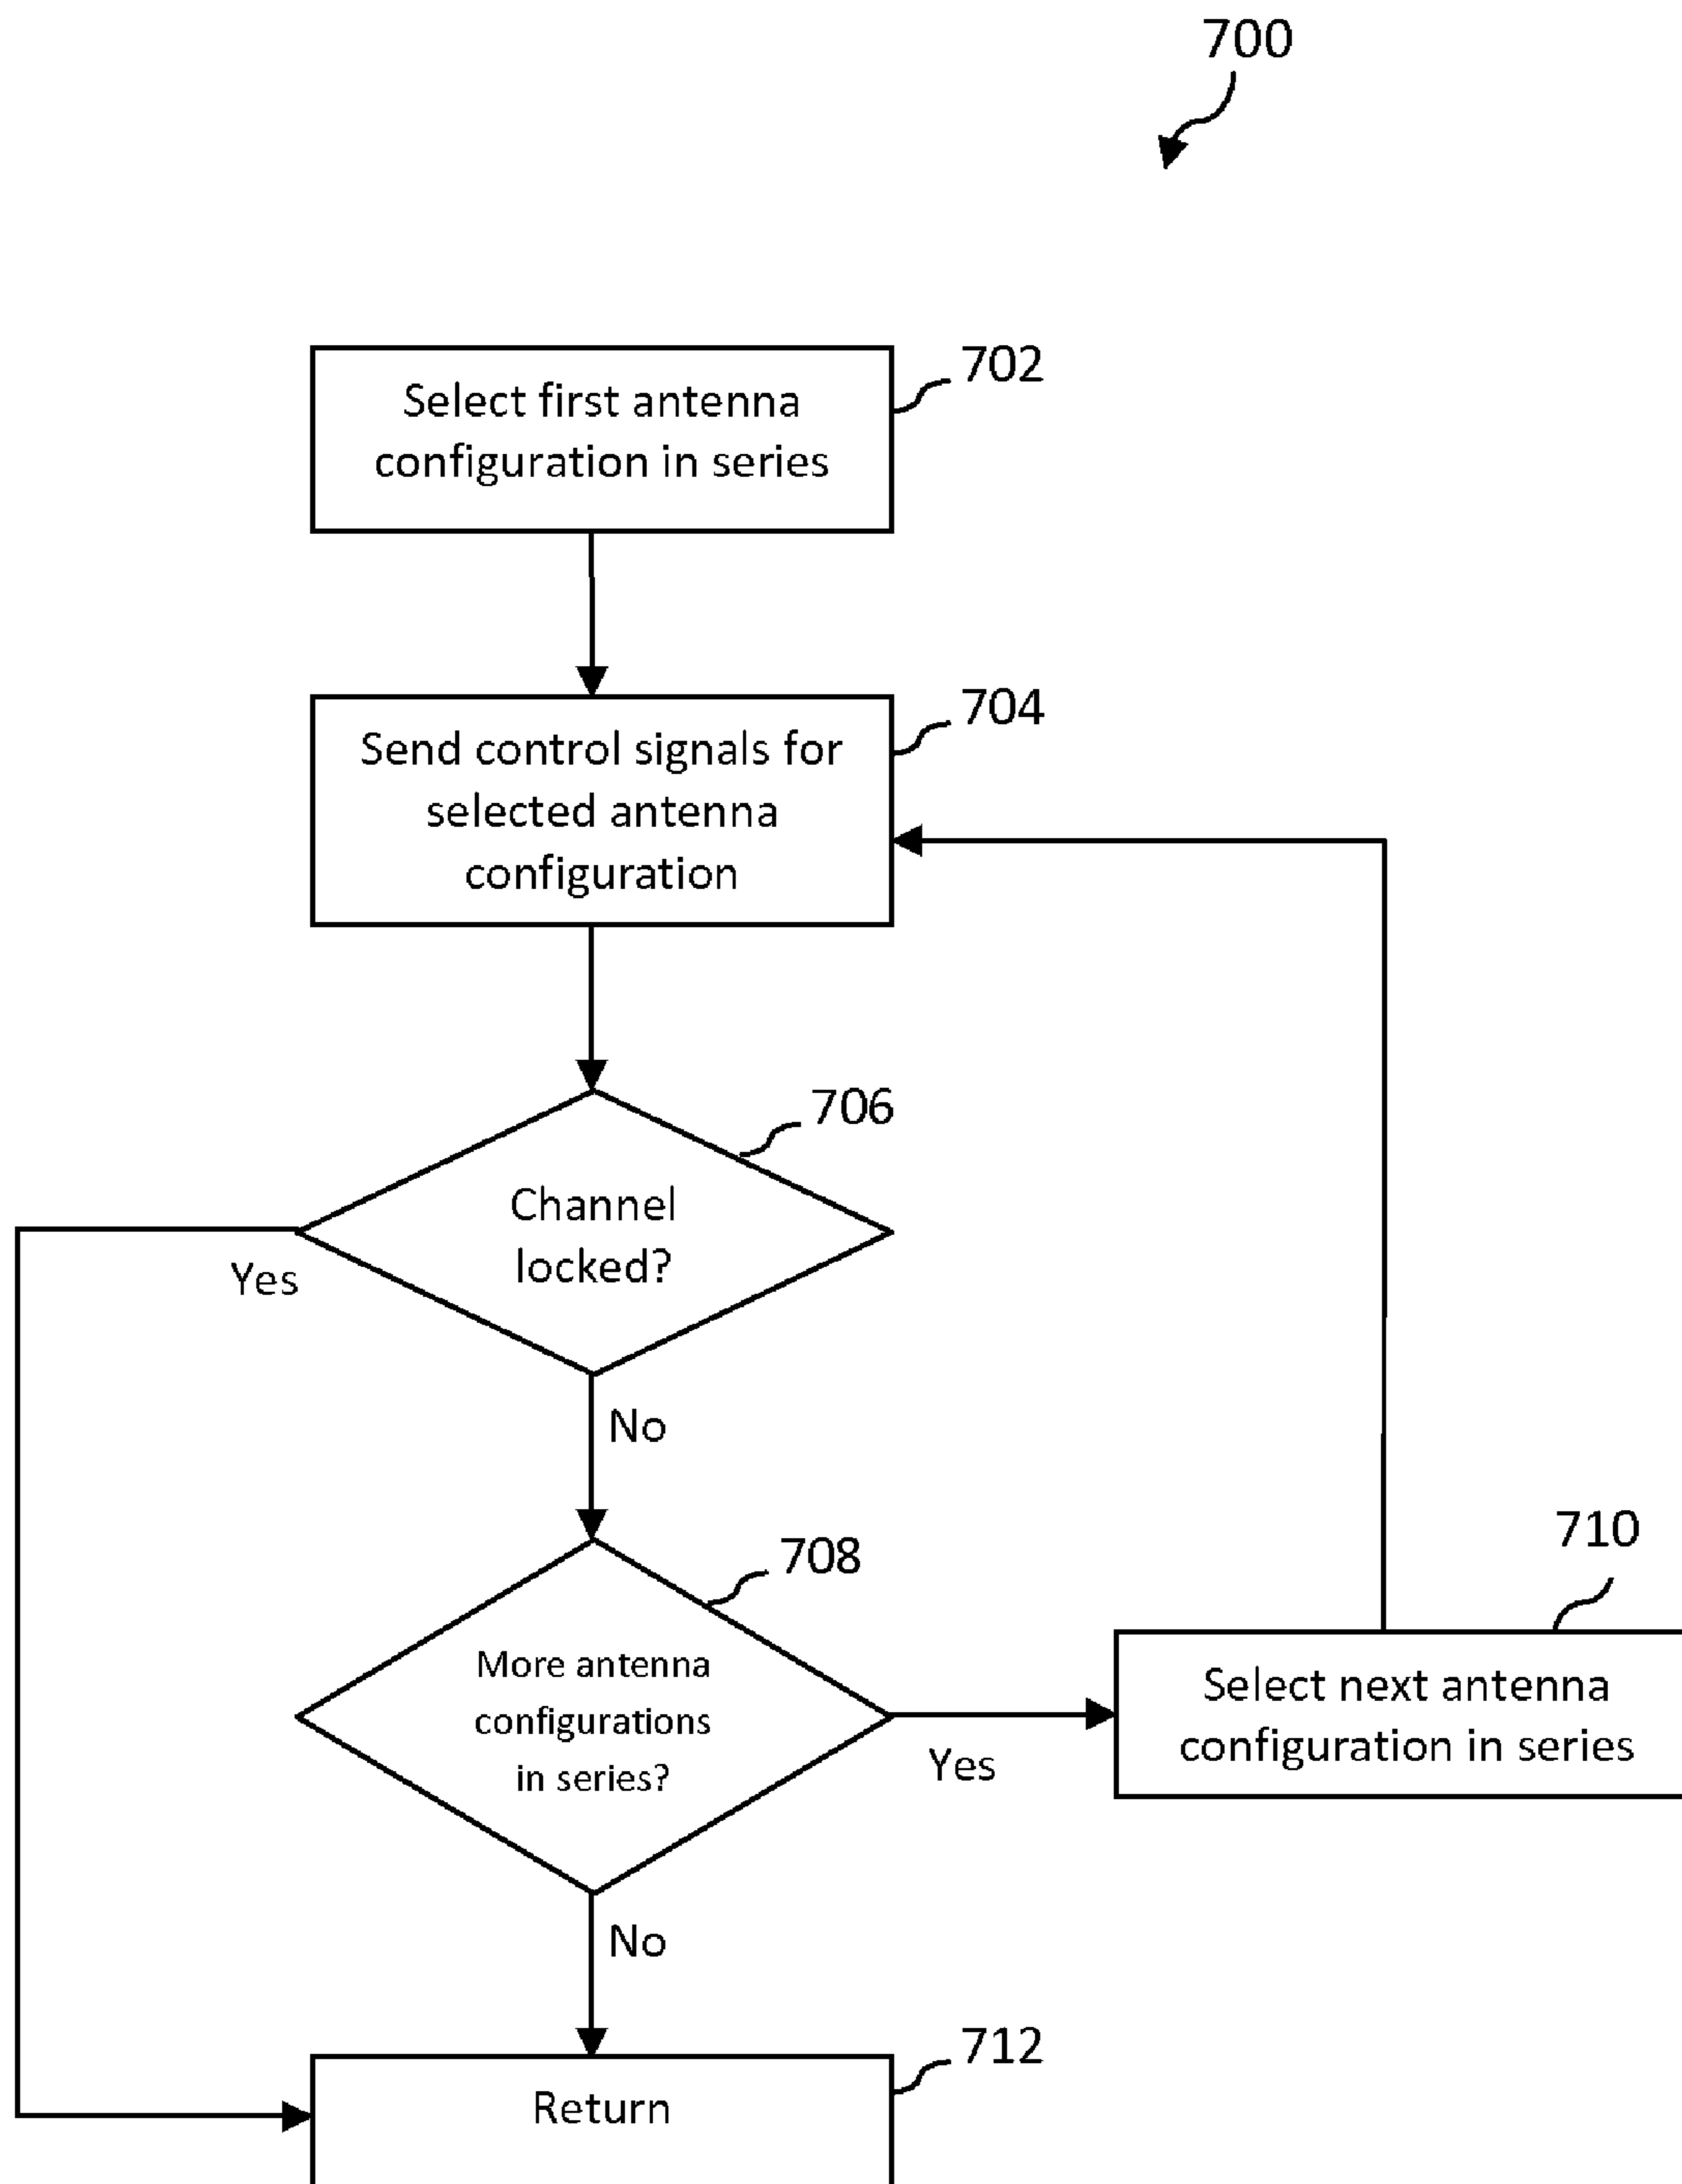 700
702
Select first antenna
configuration in series
704
Send control signals for
selected antenna
configuration
706
Channel
locked?
Yes
No
708
More antenna
configurations
in series?
Yes
710
Select next antenna
configuration in series
No
712
Return